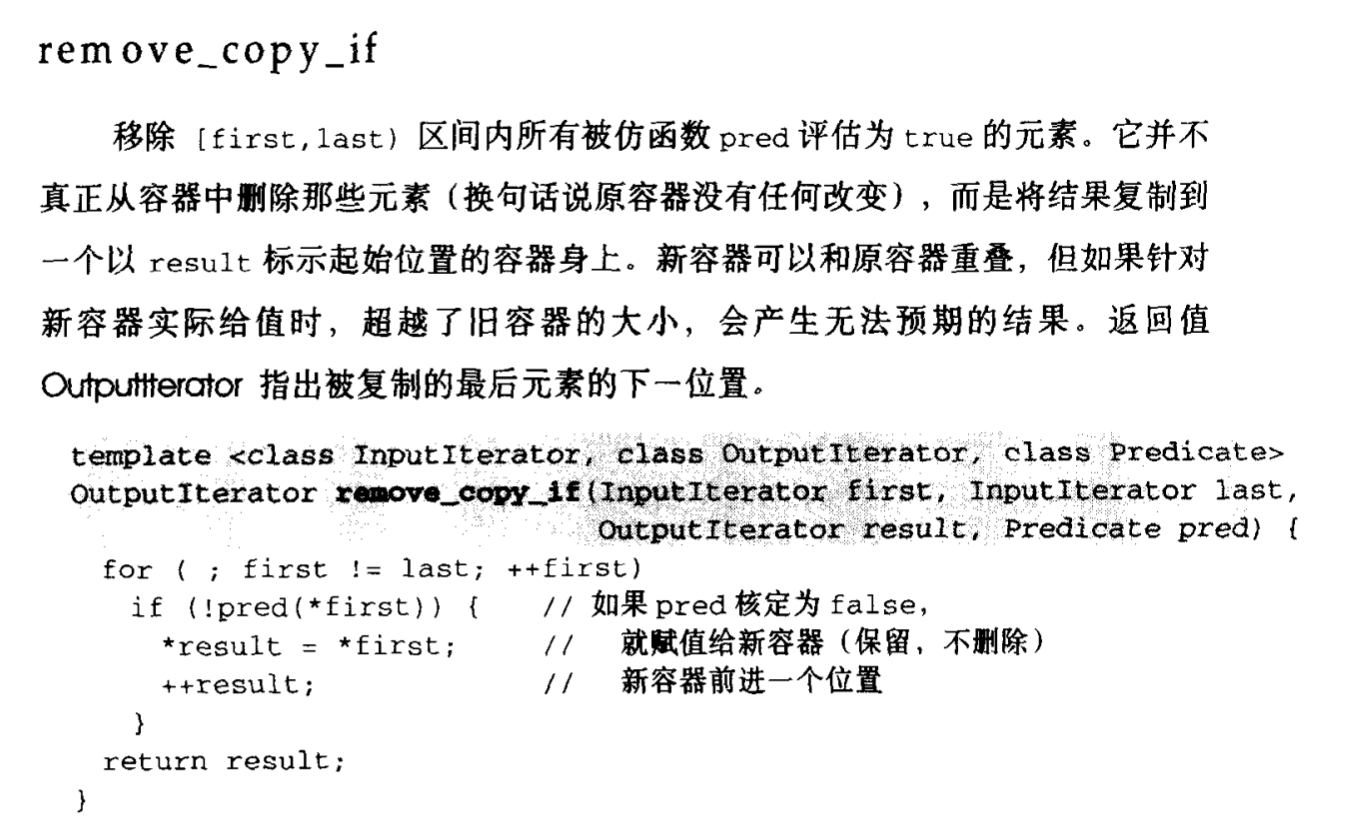 remove_copy_if
移除 [first,last) 区间内所有被仿函数 pred 评估为 true 的元素。它并不
真正从容器中删除那些元素（换句话说原容器没有任何改变），而是将结果复制到
一个以 result 标示起始位置的容器身上。新容器可以和原容器重叠，但如果针对
新容器实际给值时，超越了旧容器的大小，会产生无法预期的结果。返回值
OutputIterator 指出被复制的最后元素的下一位置。
template <class InputIterator, class OutputIterator, class Predicate>
OutputIterator remove_copy_if(InputIterator first, InputIterator last,
OutputIterator result, Predicate pred) {
for ( ; first != last; ++first)
if (!pred(*first)) { // 如果 pred 核定为 false，
*result = *first; // 就赋值给新容器（保留，不删除）
++result; // 新容器前进一个位置
}
return result;
}